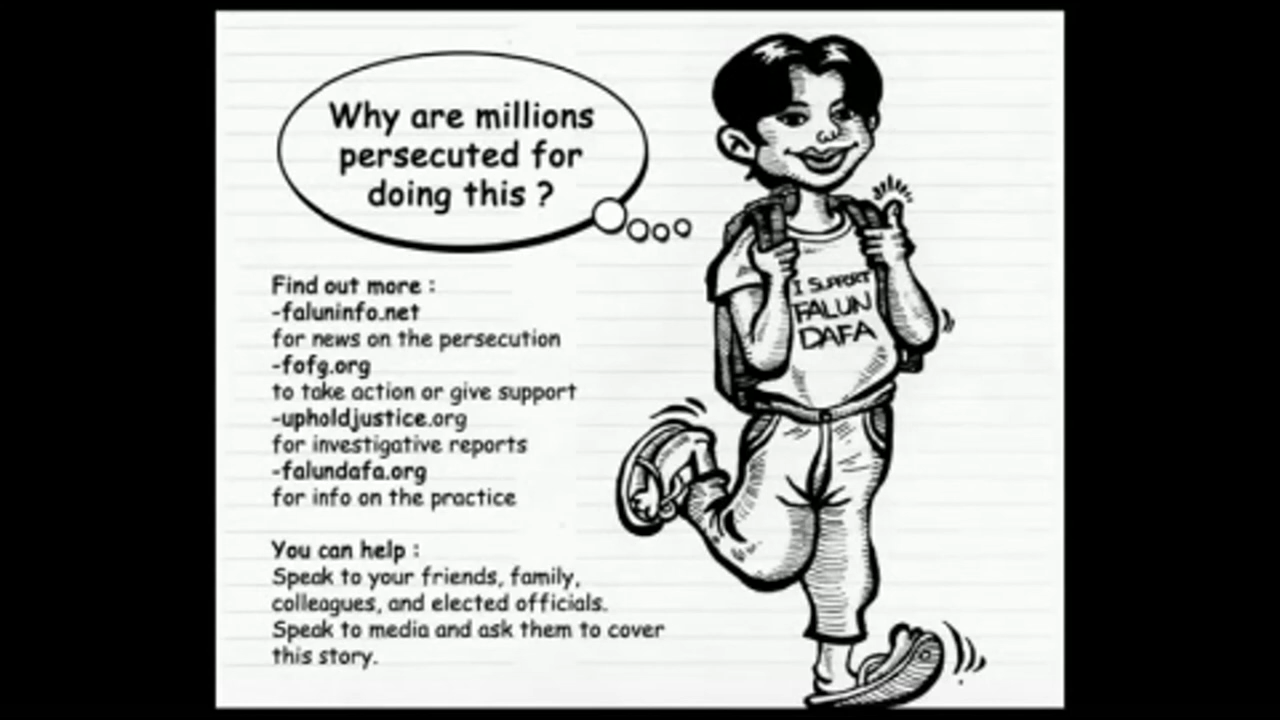 Why are millions
persecuted for
doing this ?
Find out more :
-faluninfo.net
for news on the persecution
-fofg.org
to take action or give support
-upholdjustice.org
for investigative reports
-falundafa.org
for info on the practice
You can help :
Speak to your friends, family,
colleagues, and elected officials.
Speak to media and ask them to cover
this story.
I SUPPORT
FALUN
DAFA